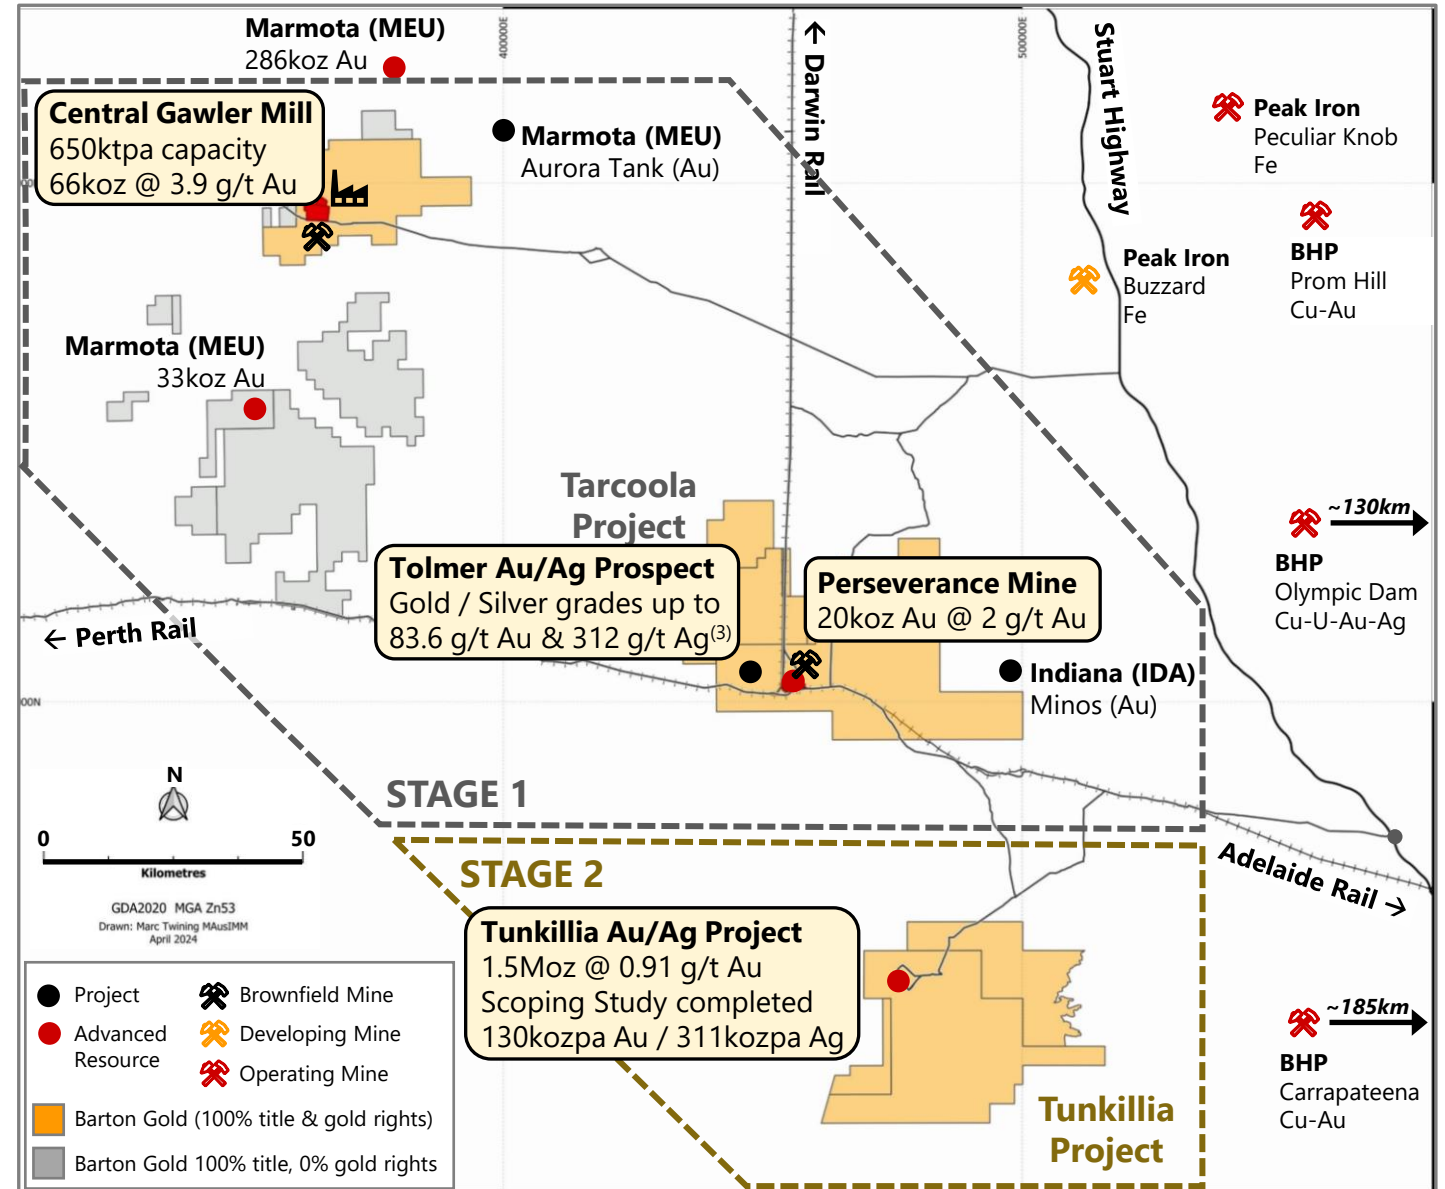 Marmota (MEU)
286koz Au
400000E
← Darwin Rail
500000E
Stuart Highway
Central Gawler Mill
650ktpa capacity
66koz @ 3.9 g/t Au
Marmota (MEU)
Aurora Tank (Au)
Peak Iron
Peculiar Knob
Fe
BHP
Prom Hill
Cu-Au
Peak Iron
Buzzard
Fe
Marmota (MEU)
33koz Au
Tarcoola
Project
~130km
BHP
Olympic Dam
Cu-U-Au-Ag
Tolmer Au/Ag Prospect
Gold / Silver grades up to
83.6 g/t Au & 312 g/t Ag(3)
Perseverance Mine
20koz Au @ 2 g/t Au
← Perth Rail
Indiana (IDA)
Minos (Au)
00N
N
0 50
Kilometres
GDA2020 MGA Zn53
Drawn: Marc Twining MAusIMM
April 2024
STAGE 1
STAGE 2
Adelaide Rail →
Tunkillia Au/Ag Project
1.5Moz @ 0.91 g/t Au
Scoping Study completed
130kozpa Au / 311kozpa Ag
~185km
BHP
Carrapateena
Cu-Au
Tunkillia
Project
Project
Advanced
Resource
Brownfield Mine
Developing Mine
Operating Mine
Barton Gold (100% title & gold rights)
Barton Gold 100% title, 0% gold rights